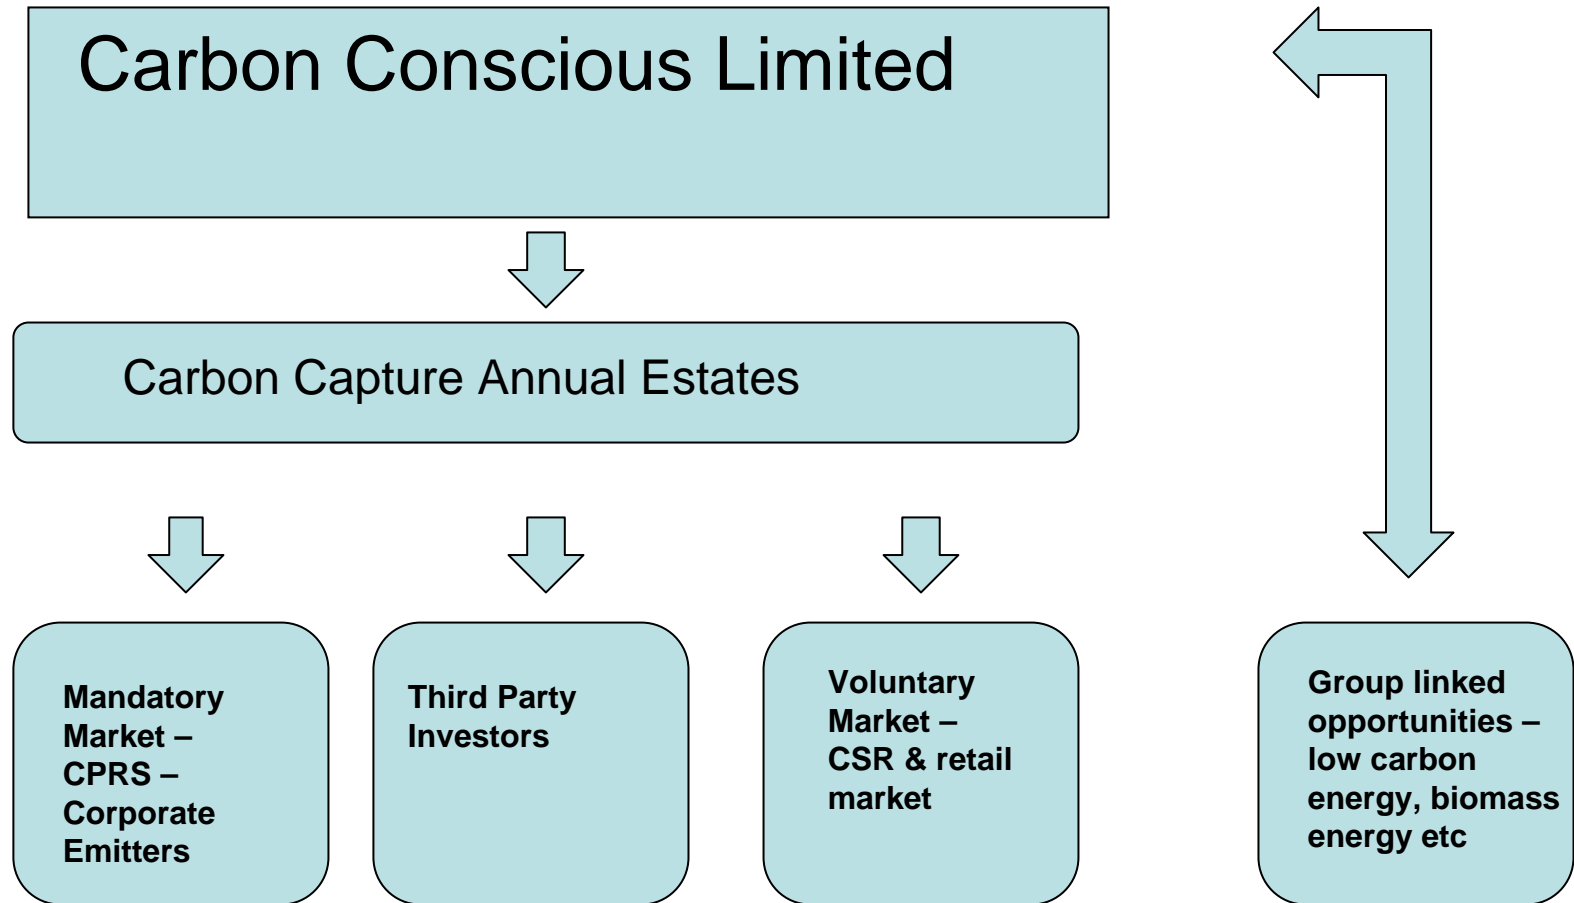 Carbon Conscious Limited
Carbon Capture Annual Estates
Mandatory
Market –
CPRS –
Corporate
Emitters
Third Party
Investors
Voluntary
Market –
CSR & retail
market
Group linked
opportunities –
low carbon
energy, biomass
energy etc